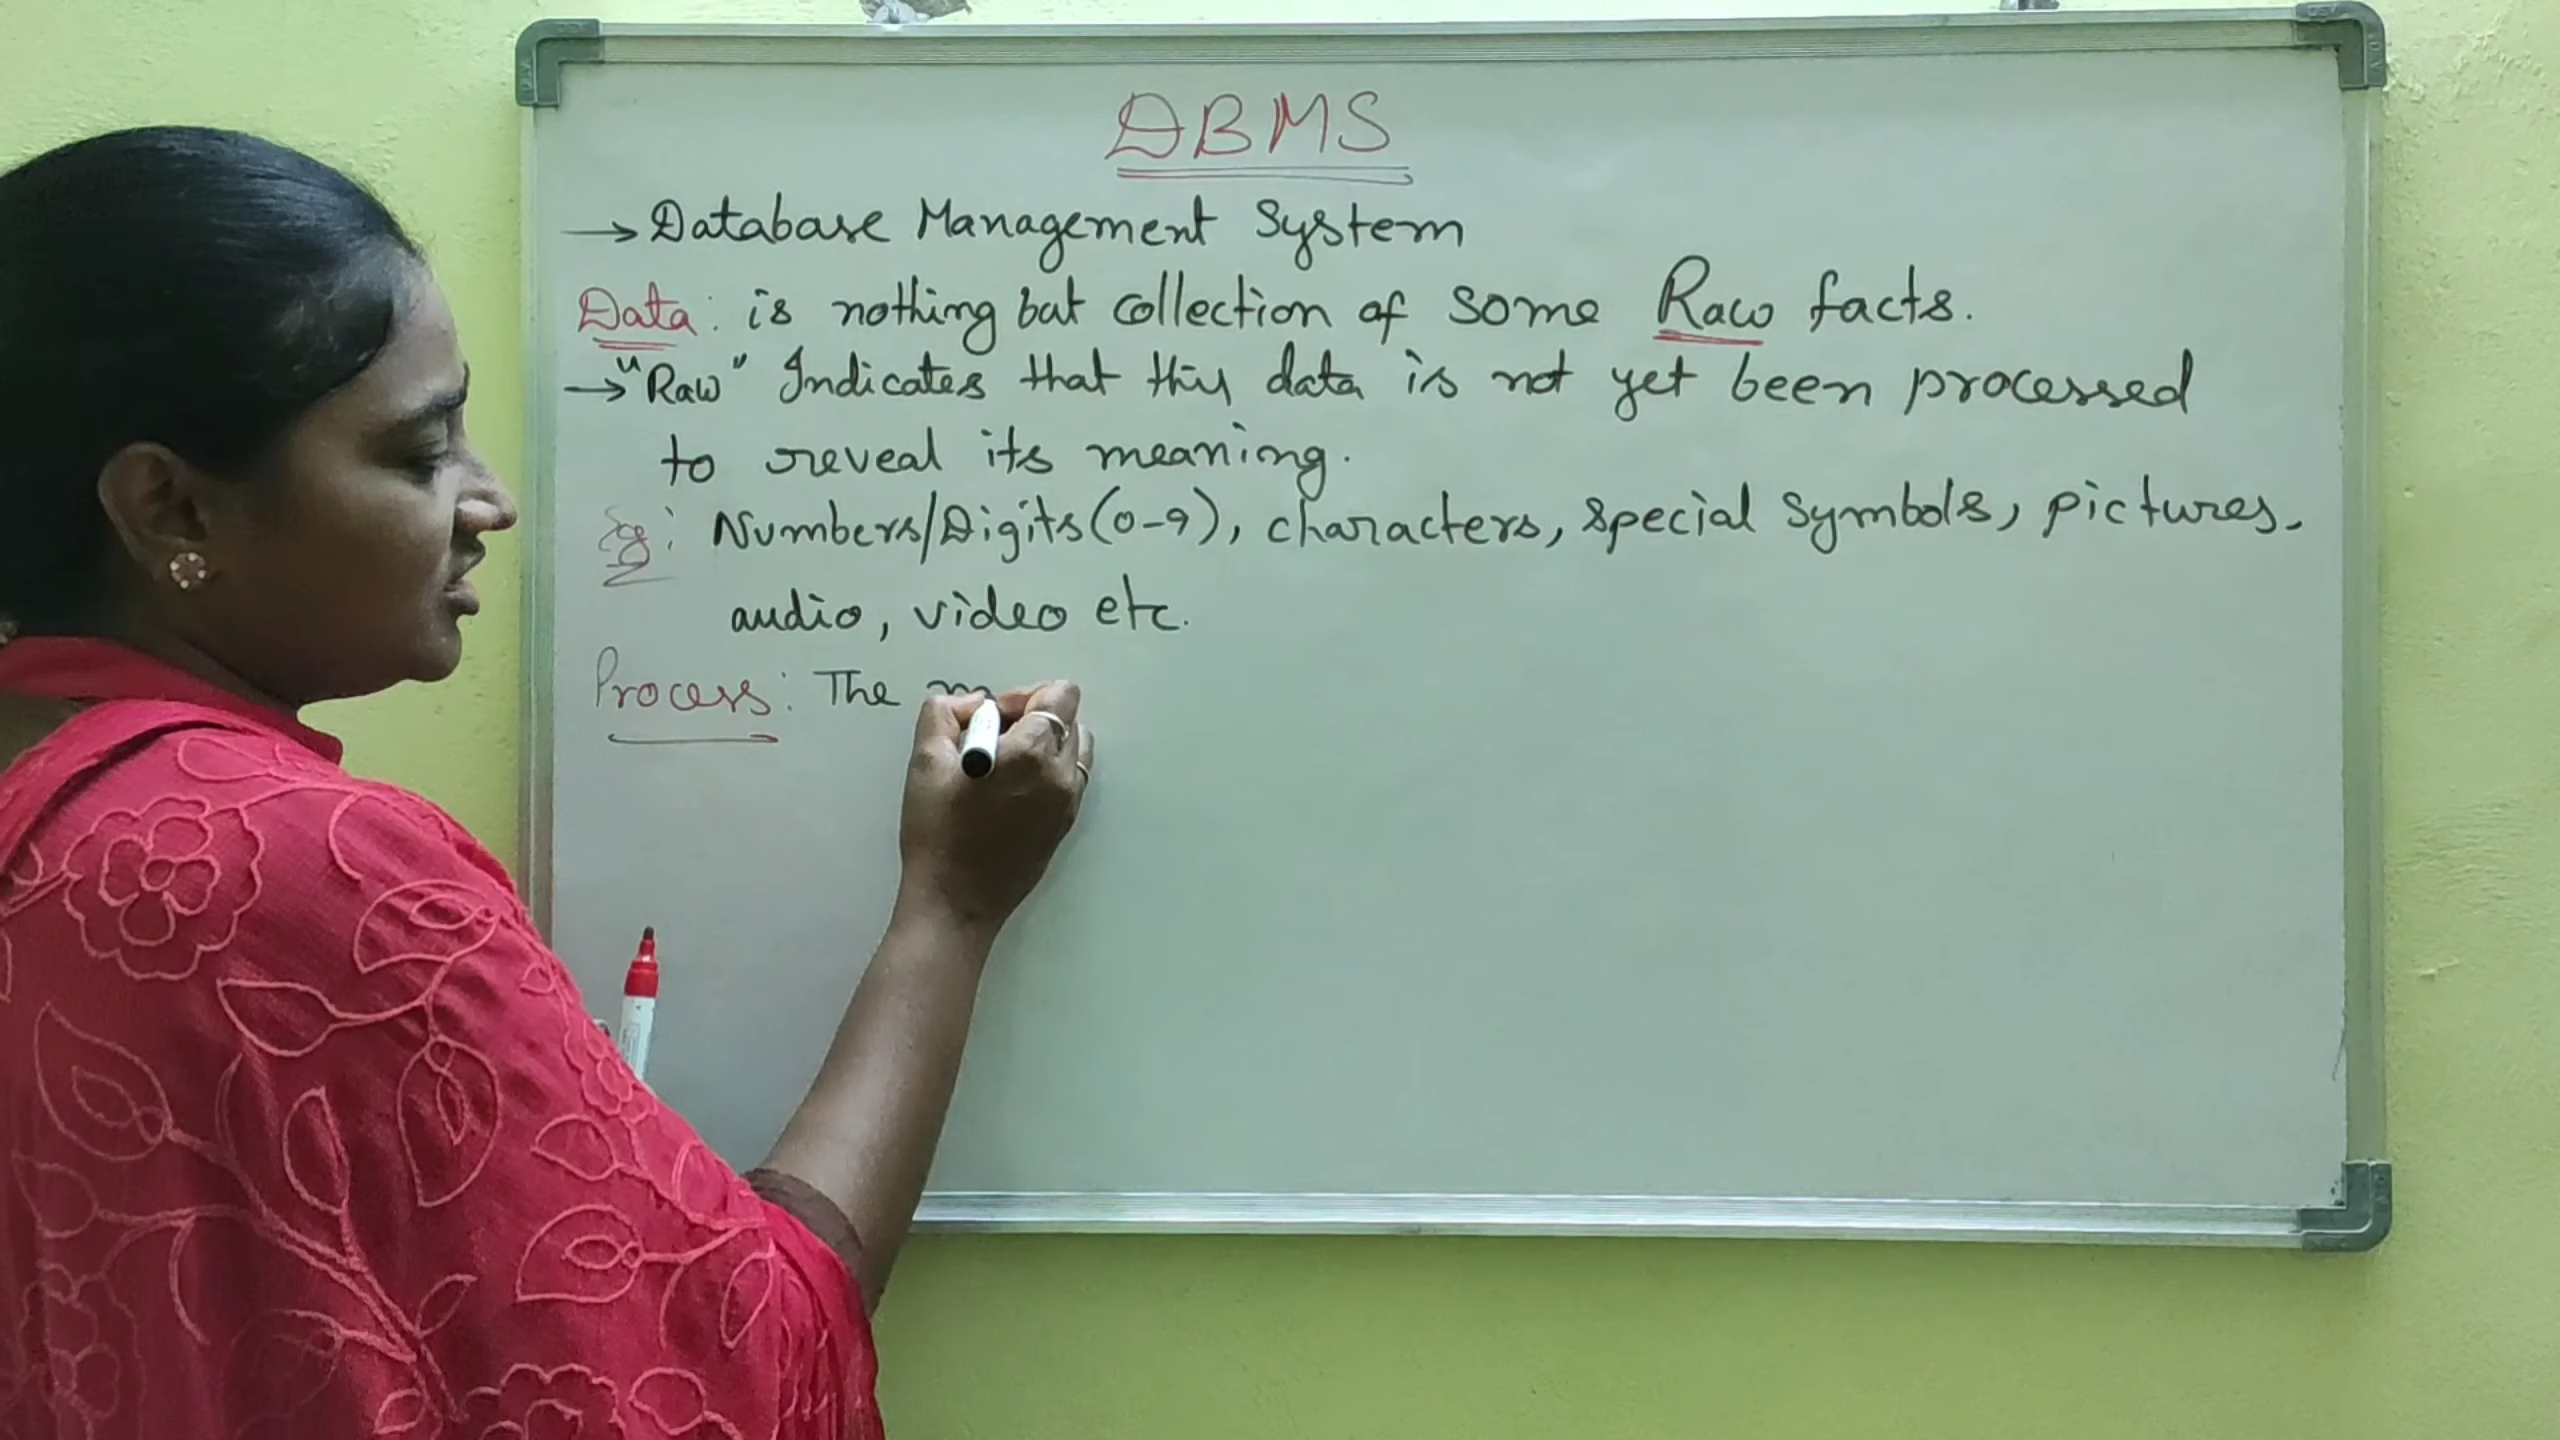 DBMS
→ Database Management System
Data: is nothing but collection of some Raw facts.
→ "Raw" Indicates that this data is not yet been processed
to reveal its meaning.
Eg: Numbers/Digits(0-9), characters, special symbols, pictures,
audio, video etc.
Process: The m